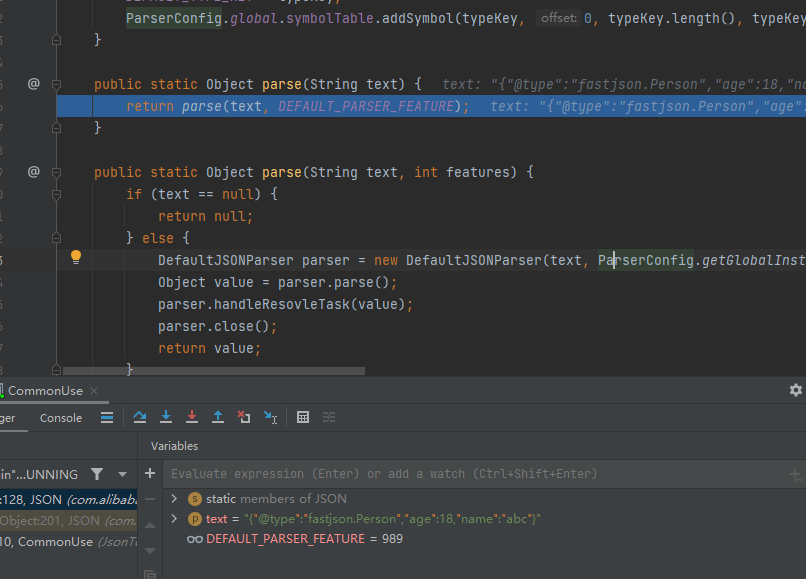 ParserConfig.global.symbolTable.addSymbol(typeKey, offset: 0, typeKey.length(), typeKey
}
@ public static Object parse(String text) { text: "{"@type":"fastjson.Person","age":18,"na
return parse(text, DEFAULT_PARSER_FEATURE); text: "{"@type":"fastjson.Person","age":
}
@ public static Object parse(String text, int features) {
if (text == null) {
return null;
} else {
DefaultJSONParser parser = new DefaultJSONParser(text, ParserConfig.getGlobalInst
Object value = parser.parse();
parser.handleResovleTask(value);
parser.close();
return value;
}
CommonUse ×
ger Console
Variables
in"...UNNING
Evaluate expression (Enter) or add a watch (Ctrl+Shift+Enter)
:128, JSON (com.alibaba
s static members of JSON
Object:201, JSON (com.
p text = "{"@type":"fastjson.Person","age":18,"name":"abc"}"
10, CommonUse (JsonTe
DEFAULT_PARSER_FEATURE = 989